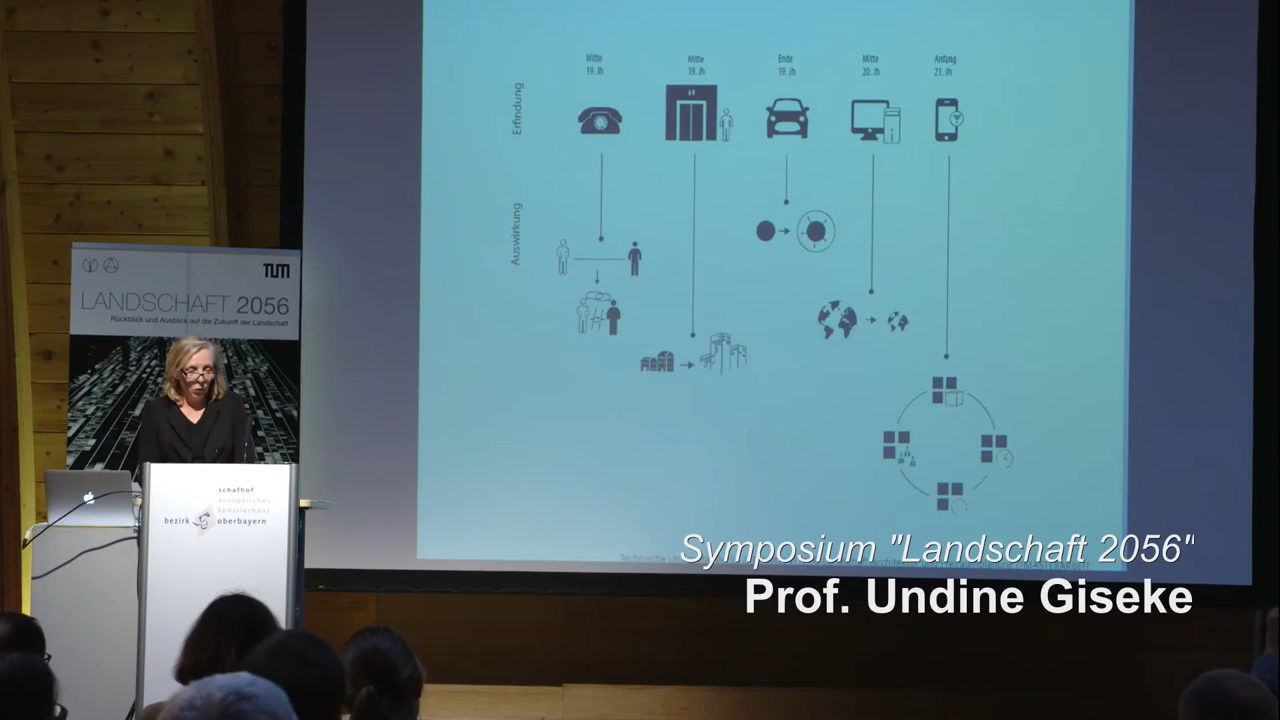 Mitte
19. Jh
Mitte
19. Jh
Ende
19. Jh
Mitte
20. Jh
Anfang
21. Jh
Erfindung
Auswirkung
TUM
LANDSCHAFT 2056
Rückblick und Ausblick auf die Zukunft der Landschaft
schafhof
europäisches
künstlerhaus
bezirk oberbayern
Symposium "Landschaft 2056"
Prof. Undine Giseke